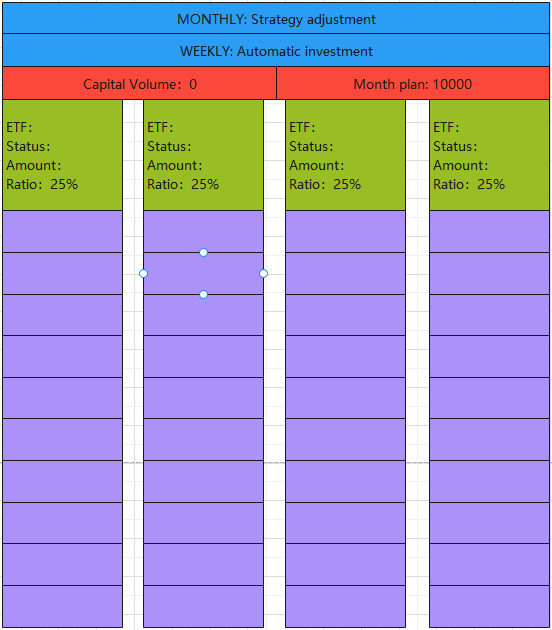 MONTHLY: Strategy adjustment
WEEKLY: Automatic investment
Capital Volume：0
Month plan: 10000
ETF：
Status：
Amount：
Ratio：25%
ETF：
Status：
Amount：
Ratio：25%
ETF：
Status：
Amount：
Ratio：25%
ETF：
Status：
Amount：
Ratio：25%